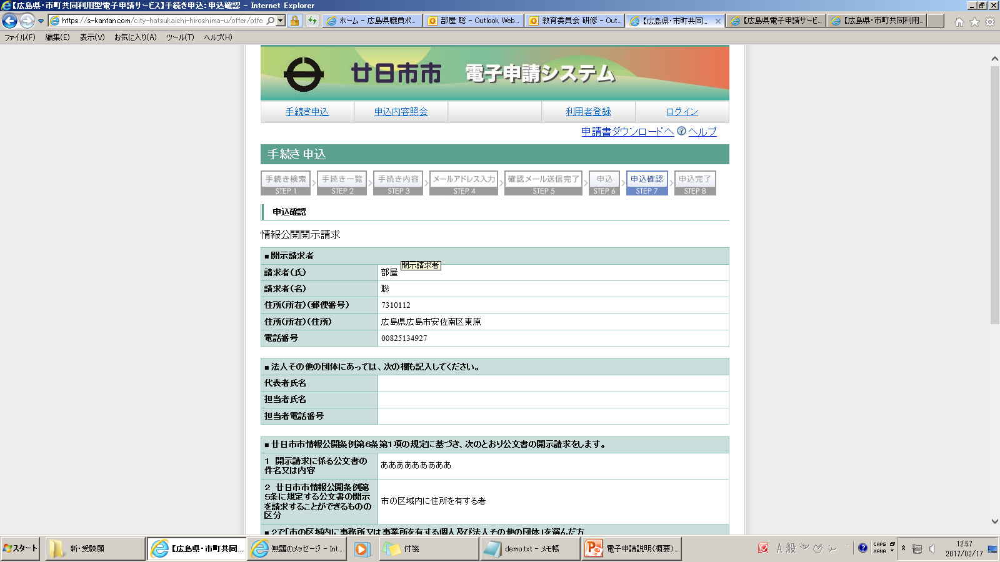 【広島県・市町共同利用型電子申請サービス】手続き申込：申込確認 - Internet Explorer
https://s-kantan.com/city-hatsukaichi-hiroshima-u/offer/offe
ホーム - 広島県職員ポ...
部屋 聡 - Outlook Web...
教育委員会 研修 - Out...
【広島県・市町共同...
【広島県電子申請サービ...
【広島県・市町共同利用...
ファイル(F) 編集(E) 表示(V) お気に入り(A) ツール(T) ヘルプ(H)
廿日市市 電子申請システム
手続き申込 申込内容照会 利用者登録 ログイン
申請書ダウンロードへ ? ヘルプ
手続き申込
手続き検索 手続き一覧 手続き内容 メールアドレス入力 確認メール送信完了 申込 申込確認 申込完了
STEP 1 STEP 2 STEP 3 STEP 4 STEP 5 STEP 6 STEP 7 STEP 8
申込確認
情報公開開示請求
■開示請求者
開示請求者
請求者(氏) 部屋
請求者(名) 聡
住所(所在)(郵便番号) 7310112
住所(所在)(住所) 広島県広島市安佐南区東原
電話番号 00825134927
■法人その他の団体にあっては、次の欄も記入してください。
代表者氏名
担当者氏名
担当者電話番号
■廿日市市情報公開条例第6条第1項の規定に基づき、次のとおり公文書の開示請求をします。
1 開示請求に係る公文書の
件名又は内容
あああああああああ
2 廿日市市情報公開条例第
5条に規定する公文書の開示
を請求することができるものの
区分
市の区域内に住所を有する者
■2で「市の区域内に事務所又は事業所を有する個人及び法人その他の団体」を選んだ方
スタート 新・受験願 【広島県・市町共同... 無題のメッセージ - Int... 付箋 demo.txt - メモ帳 電子申請説明(概要)...
A 般 CAPS KANA
12:57
2017/02/17